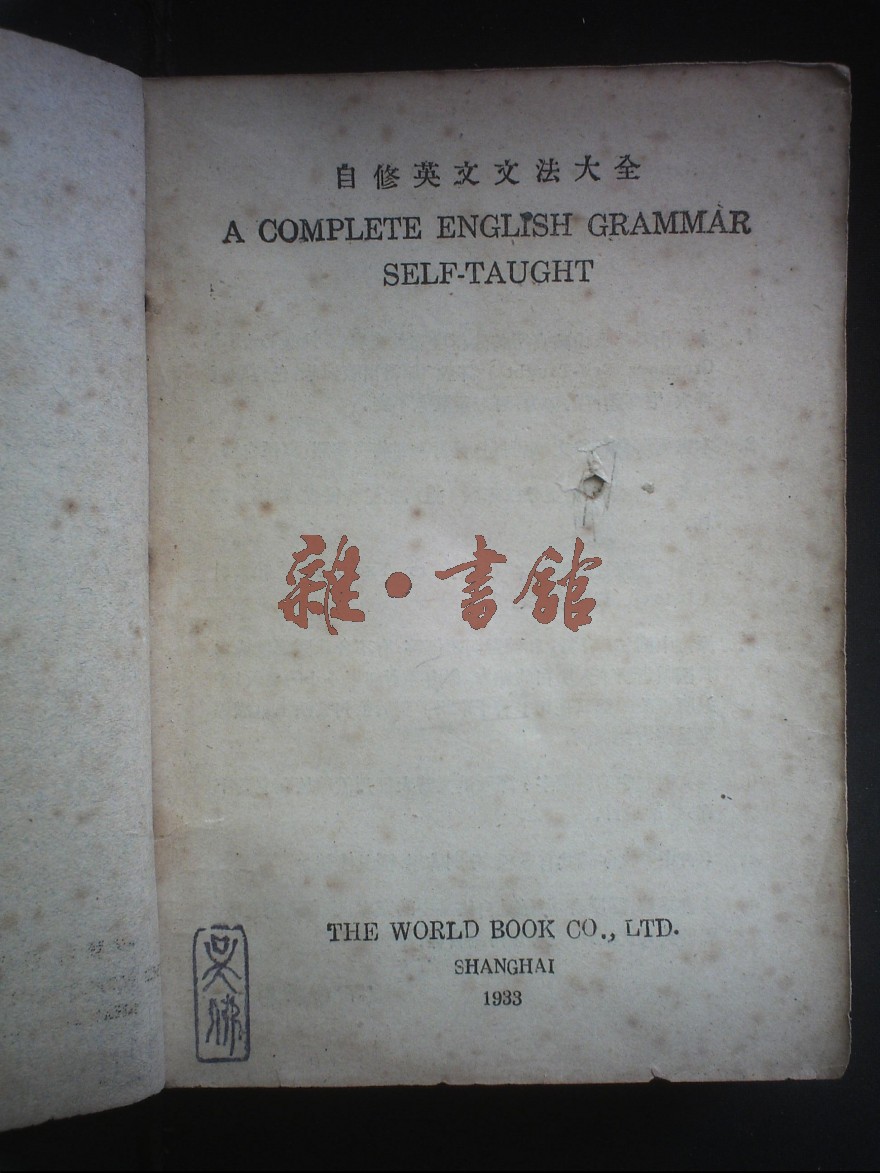 自修英文文法大全
A COMPLETE ENGLISH GRAMMAR
SELF-TAUGHT
雜·書館
THE WORLD BOOK CO., LTD.
SHANGHAI
1933